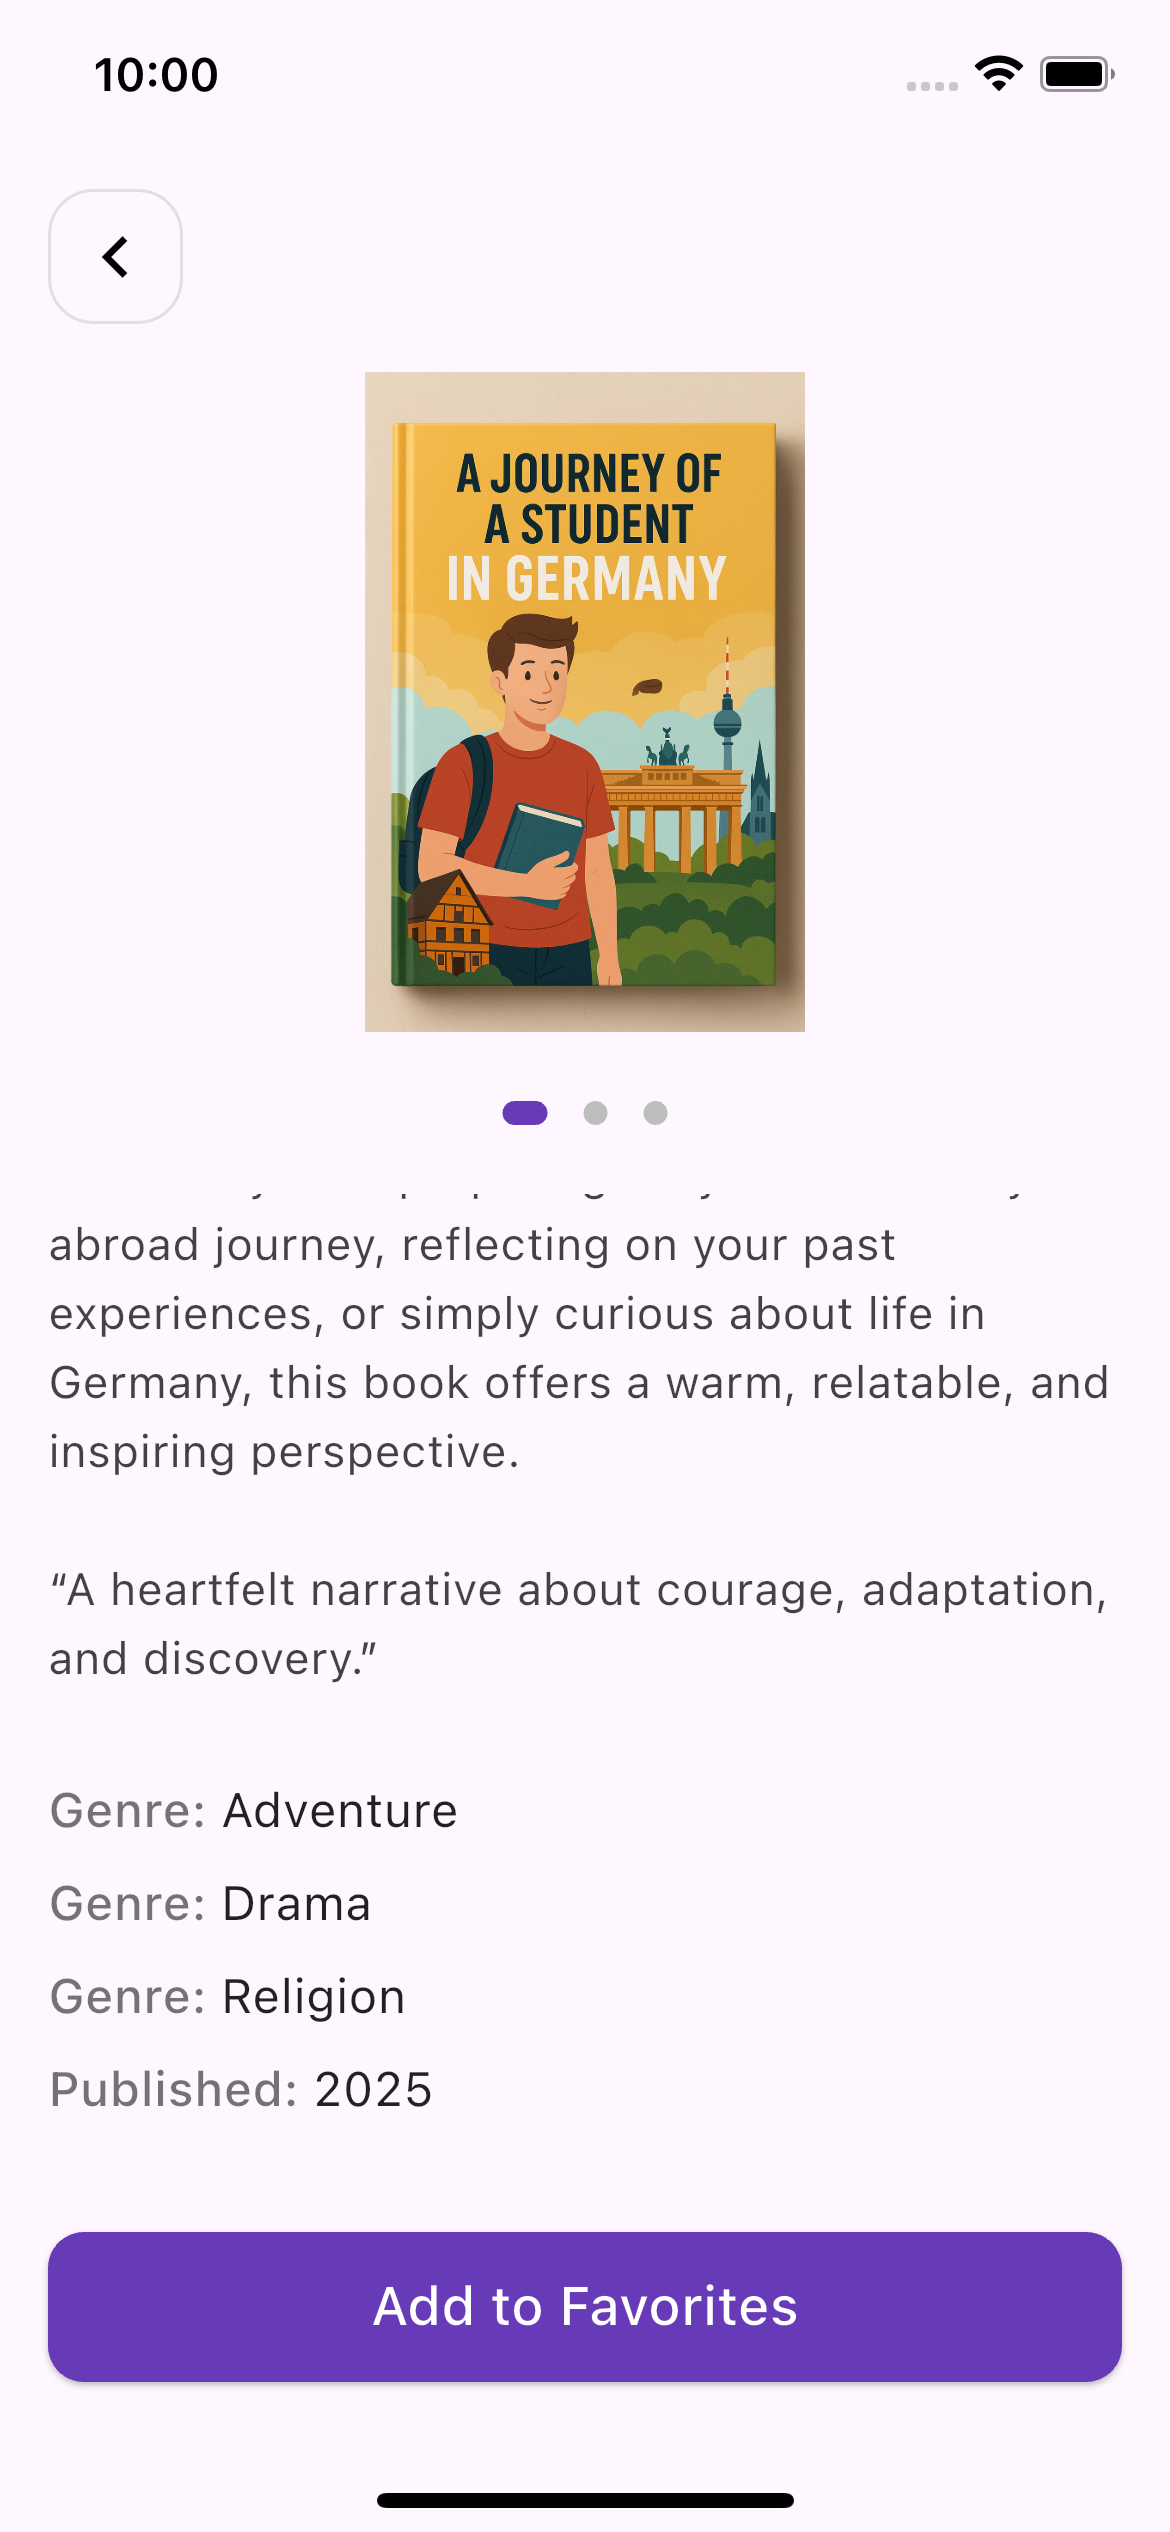 10:00
A JOURNEY OF
A STUDENT
IN GERMANY
abroad journey, reflecting on your past
experiences, or simply curious about life in
Germany, this book offers a warm, relatable, and
inspiring perspective.
“A heartfelt narrative about courage, adaptation,
and discovery.”
Genre: Adventure
Genre: Drama
Genre: Religion
Published: 2025
Add to Favorites